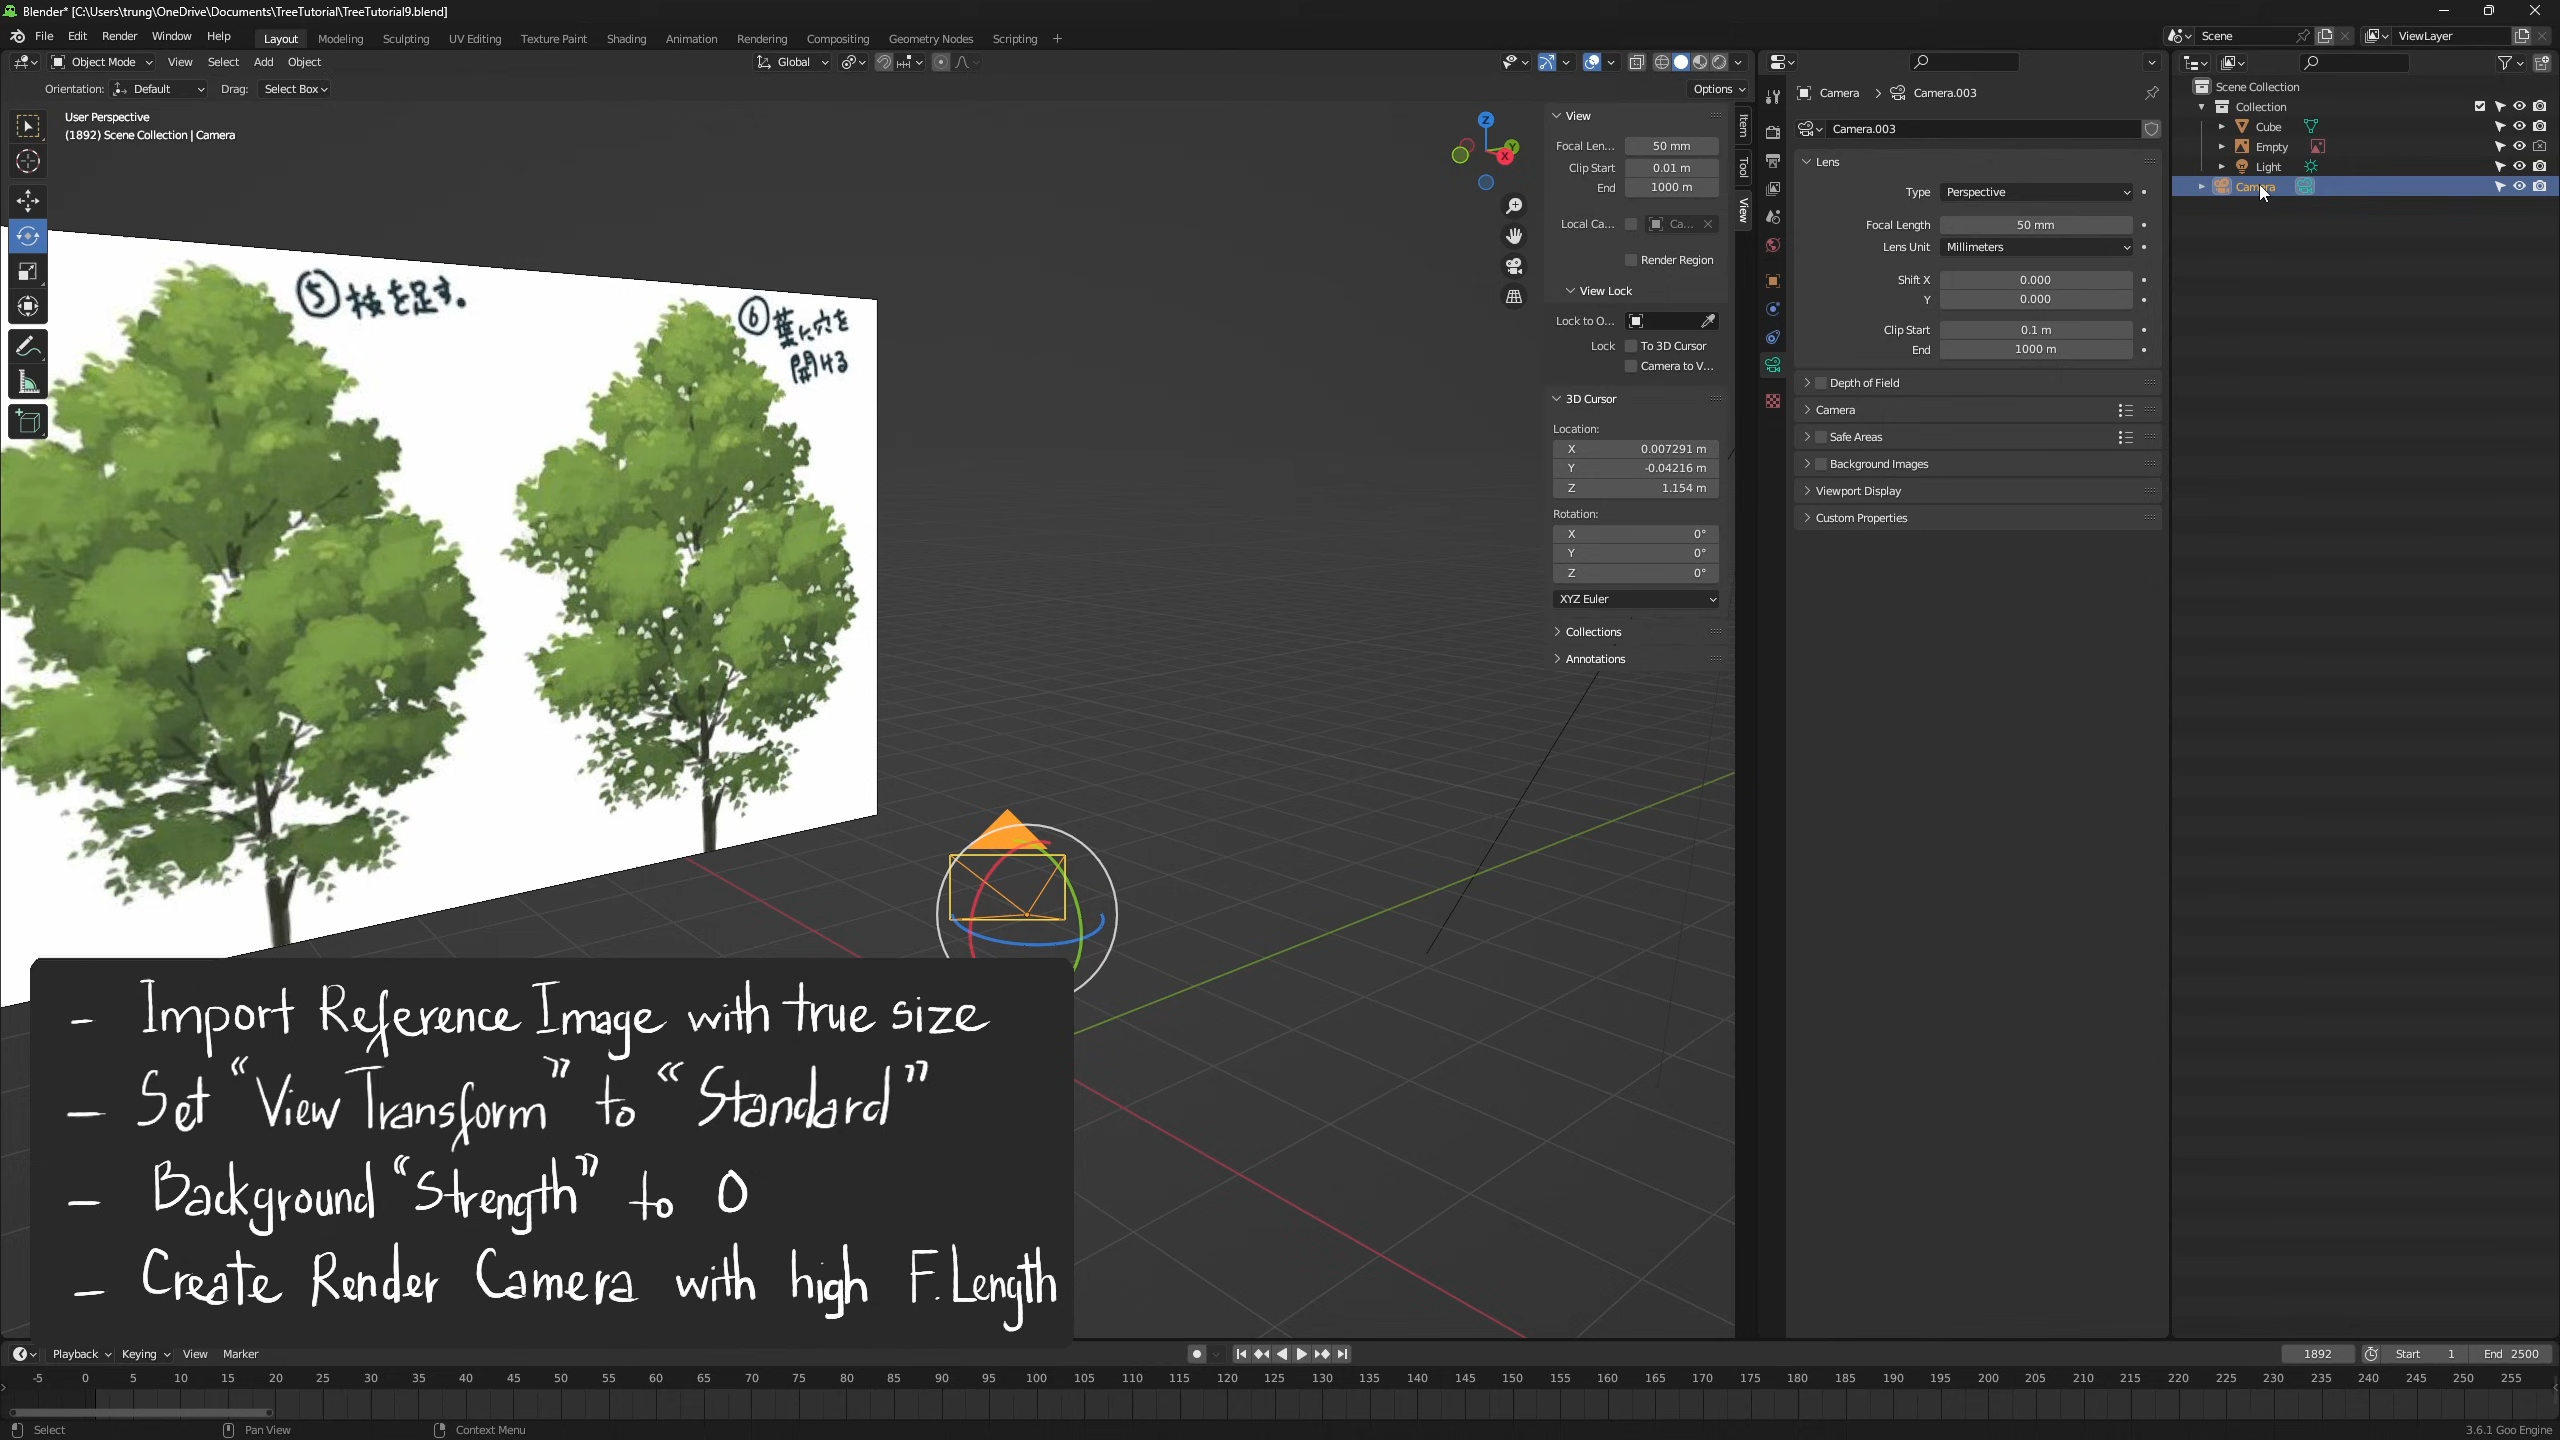 Blender* [C:\Users\trung\OneDrive\Documents\TreeTutorial\TreeTutorial9.blend]
File Edit Render Window Help Layout Modeling Sculpting UV Editing Texture Paint Shading Animation Rendering Compositing Geometry Nodes Scripting + Scene ViewLayer
Object Mode View Select Add Object Global
Orientation: Default Drag: Select Box Options
User Perspective
(1892) Scene Collection | Camera
⑤枝を足す。
⑥葉に穴を
開ける
Z
Y
X
View
Focal Len... 50 mm
Clip Start 0.01 m
End 1000 m
Local Ca... Ca...
Render Region
View Lock
Lock to O...
Lock To 3D Cursor
Camera to V...
3D Cursor
Location:
X 0.007291 m
Y -0.04216 m
Z 1.154 m
Rotation:
X 0°
Y 0°
Z 0°
XYZ Euler
Collections
Annotations
Item
Tool
View
Camera > Camera.003
Camera.003
Lens
Type Perspective
Focal Length 50 mm
Lens Unit Millimeters
Shift X 0.000
Y 0.000
Clip Start 0.1 m
End 1000 m
Depth of Field
Camera
Safe Areas
Background Images
Viewport Display
Custom Properties
Scene Collection
Collection
Cube
Empty
Light
Camera
- Import Reference Image with true size
- Set "View Transform" to "Standard"
- Background "Strength" to 0
- Create Render Camera with high F.Length
Playback Keying View Marker 1892 Start 1 End 2500
-5 0 5 10 15 20 25 30 35 40 45 50 55 60 65 70 75 80 85 90 95 100 105 110 115 120 125 130 135 140 145 150 155 160 165 170 175 180 185 190 195 200 205 210 215 220 225 230 235 240 245 250 255
Select Pan View Context Menu 3.6.1 Goo Engine